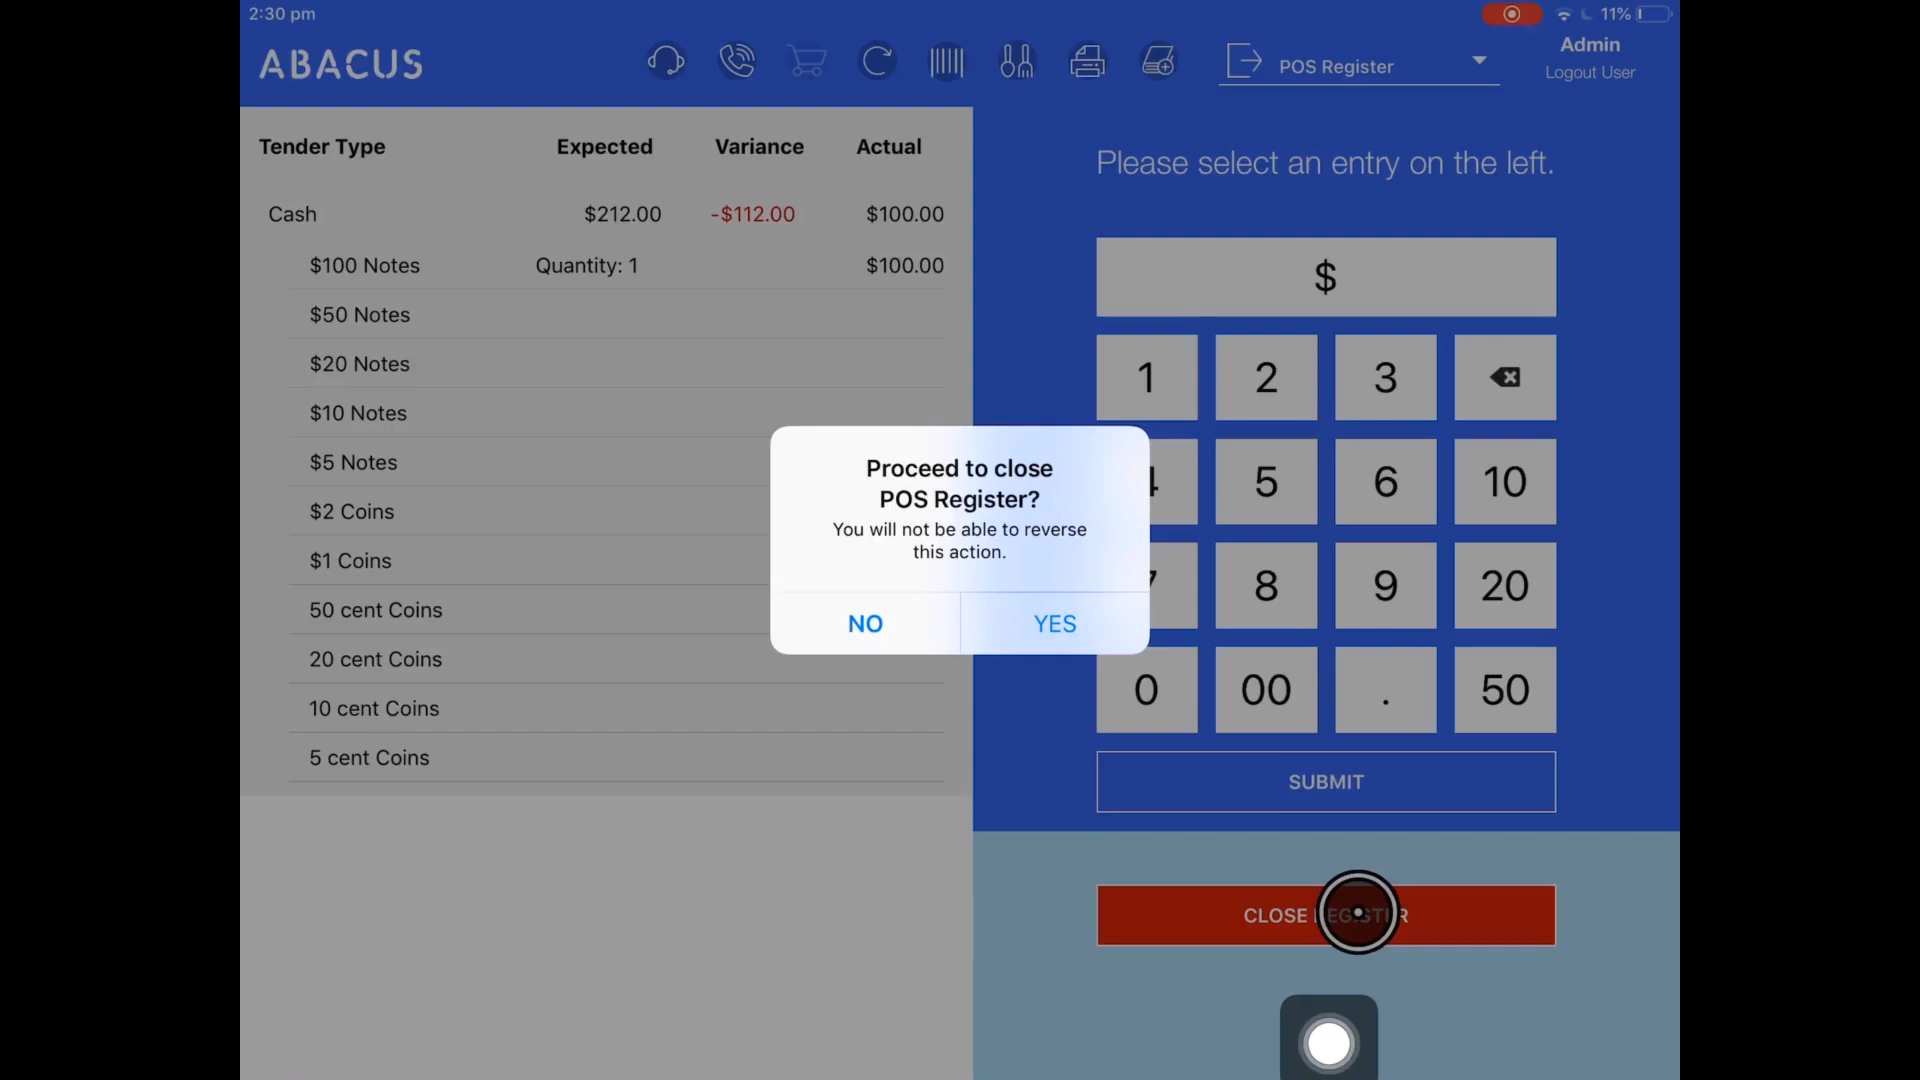 2:30 pm
11%
ABACUS
POS Register
Admin
Logout User
Tender Type Expected Variance Actual
Cash $212.00 -$112.00 $100.00
$100 Notes Quantity: 1 $100.00
$50 Notes
$20 Notes
$10 Notes
$5 Notes
$2 Coins
$1 Coins
50 cent Coins
20 cent Coins
10 cent Coins
5 cent Coins
Please select an entry on the left.
$
1 2 3
5 6 10
8 9 20
0 00 . 50
SUBMIT
CLOSE REGISTER
Proceed to close
POS Register?
You will not be able to reverse
this action.
NO YES